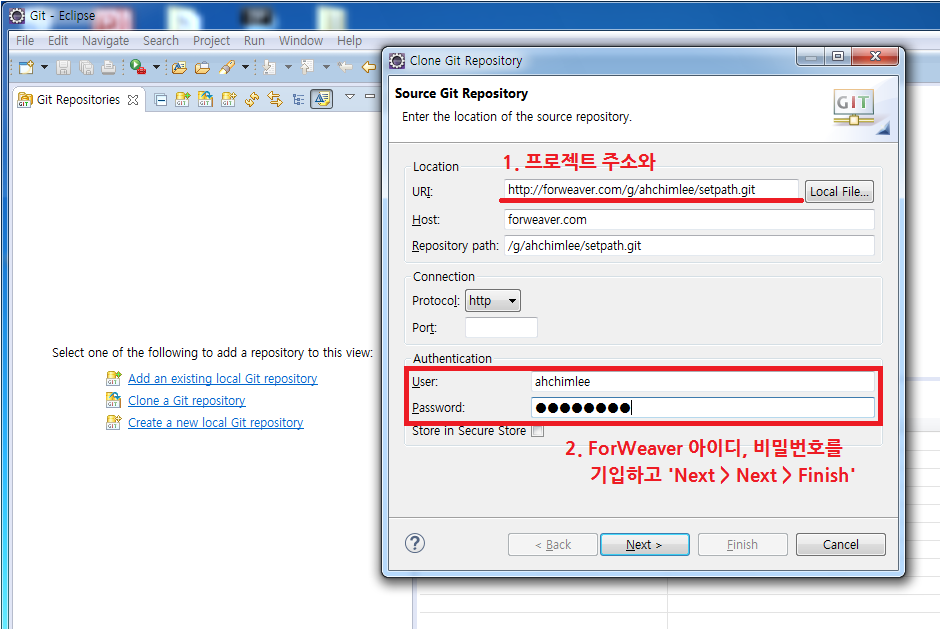 Git - Eclipse
File Edit Navigate Search Project Run Window Help
Git Repositories
Select one of the following to add a repository to this view:
Add an existing local Git repository
Clone a Git repository
Create a new local Git repository
Clone Git Repository
Source Git Repository
Enter the location of the source repository.
GIT
1. 프로젝트 주소와
Location
URI: http://forweaver.com/g/ahchimlee/setpath.git Local File...
Host: forweaver.com
Repository path: /g/ahchimlee/setpath.git
Connection
Protocol: http
Port:
Authentication
User: ahchimlee
Password: ●●●●●●●●
Store in Secure Store
2. ForWeaver 아이디, 비밀번호를
기입하고 'Next > Next > Finish'
< Back Next > Finish Cancel